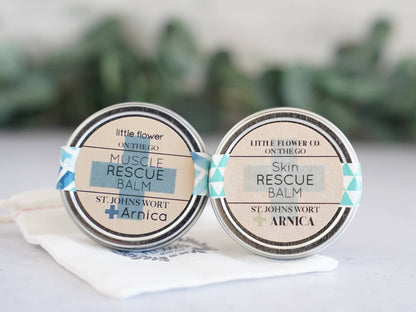 little flower
ON THE GO
MUSCLE
RESCUE
BALM
ST. JOHNS WORT
+Arnica
LITTLE FLOWER CO.
ON THE GO
Skin
RESCUE
BALM
ST. JOHNS WORT
+ARNICA